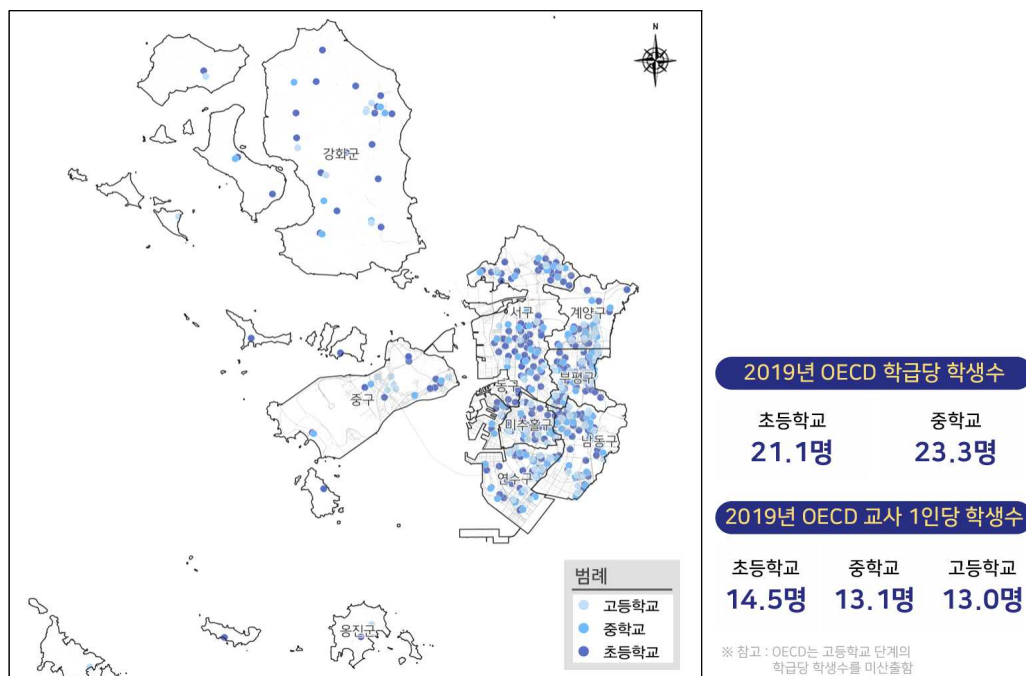 N
강화군
서구
계양구
부평구
동구
중구
미추홀구
남동구
연수구
옹진군
범례
고등학교
중학교
초등학교
2019년 OECD 학급당 학생수
초등학교 중학교
21.1명 23.3명
2019년 OECD 교사 1인당 학생수
초등학교 중학교 고등학교
14.5명 13.1명 13.0명
※ 참고 : OECD는 고등학교 단계의
학급당 학생수를 미산출함